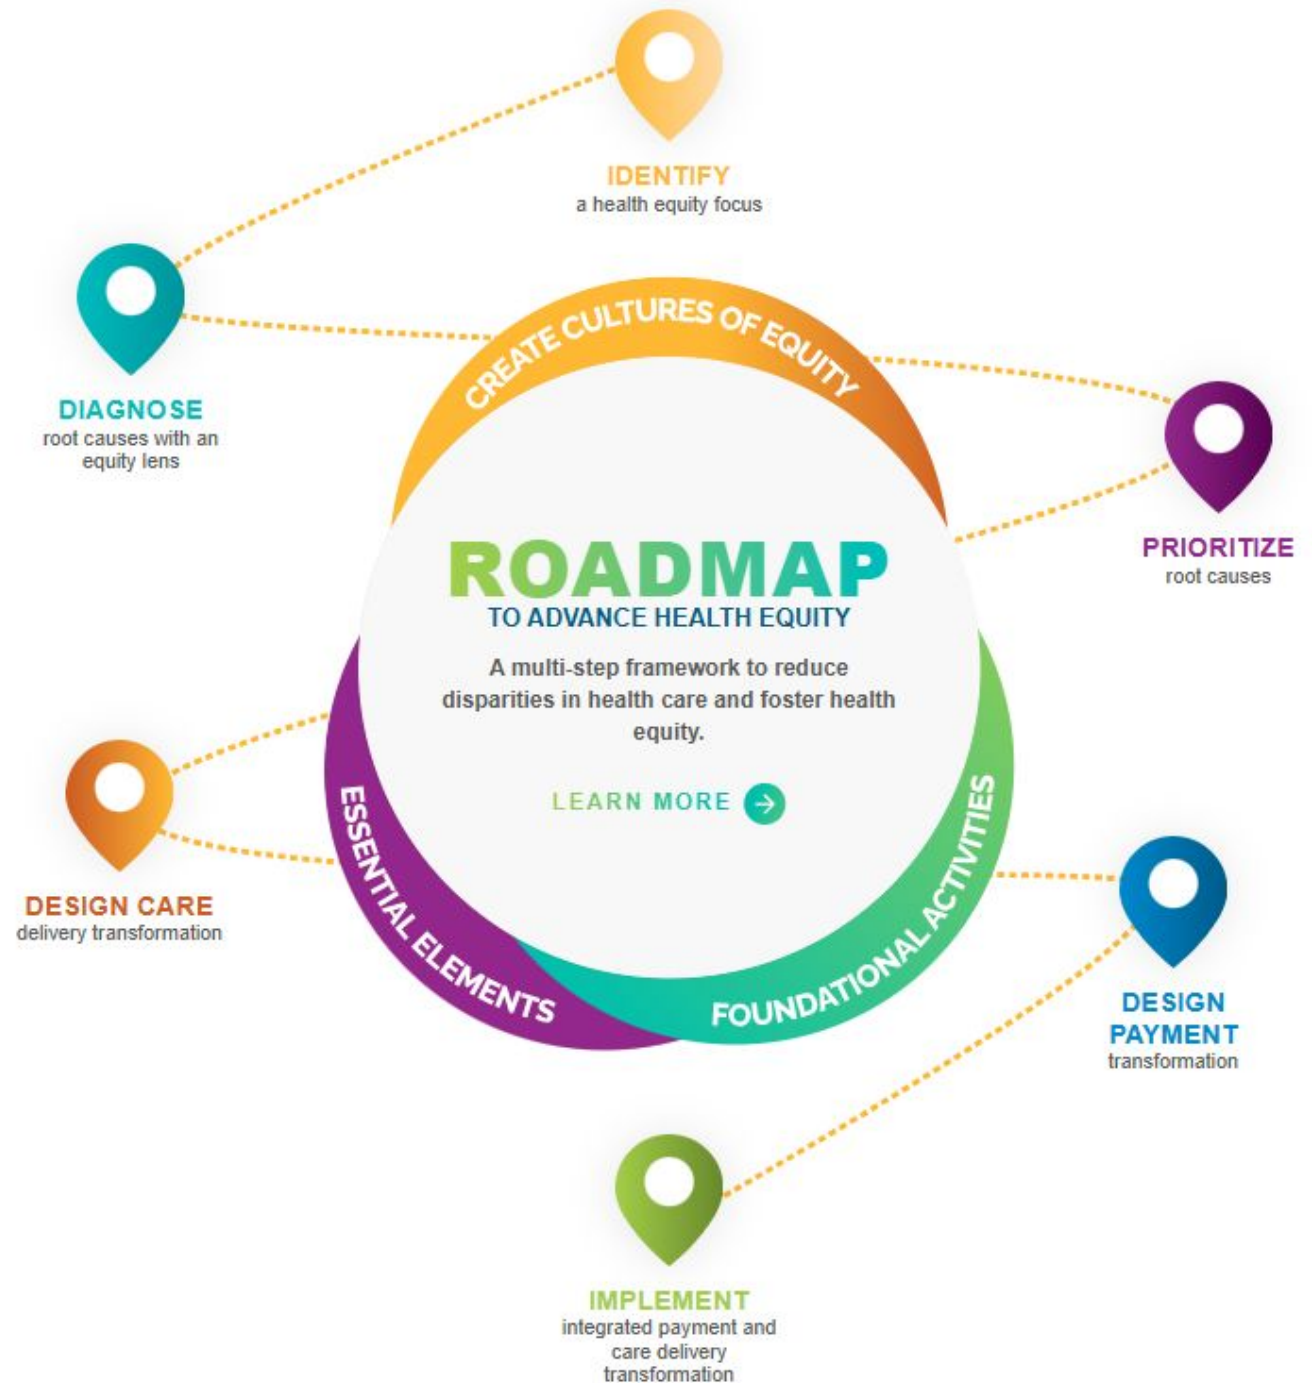 IDENTIFY
a health equity focus
DIAGNOSE
root causes with an
equity lens
CREATE CULTURES OF EQUITY
PRIORITIZE
root causes
ROADMAP
TO ADVANCE HEALTH EQUITY
A multi-step framework to reduce
disparities in health care and foster health
equity.
LEARN MORE
ESSENTIAL ELEMENTS
FOUNDATIONAL ACTIVITIES
DESIGN CARE
delivery transformation
DESIGN
PAYMENT
transformation
IMPLEMENT
integrated payment and
care delivery
transformation